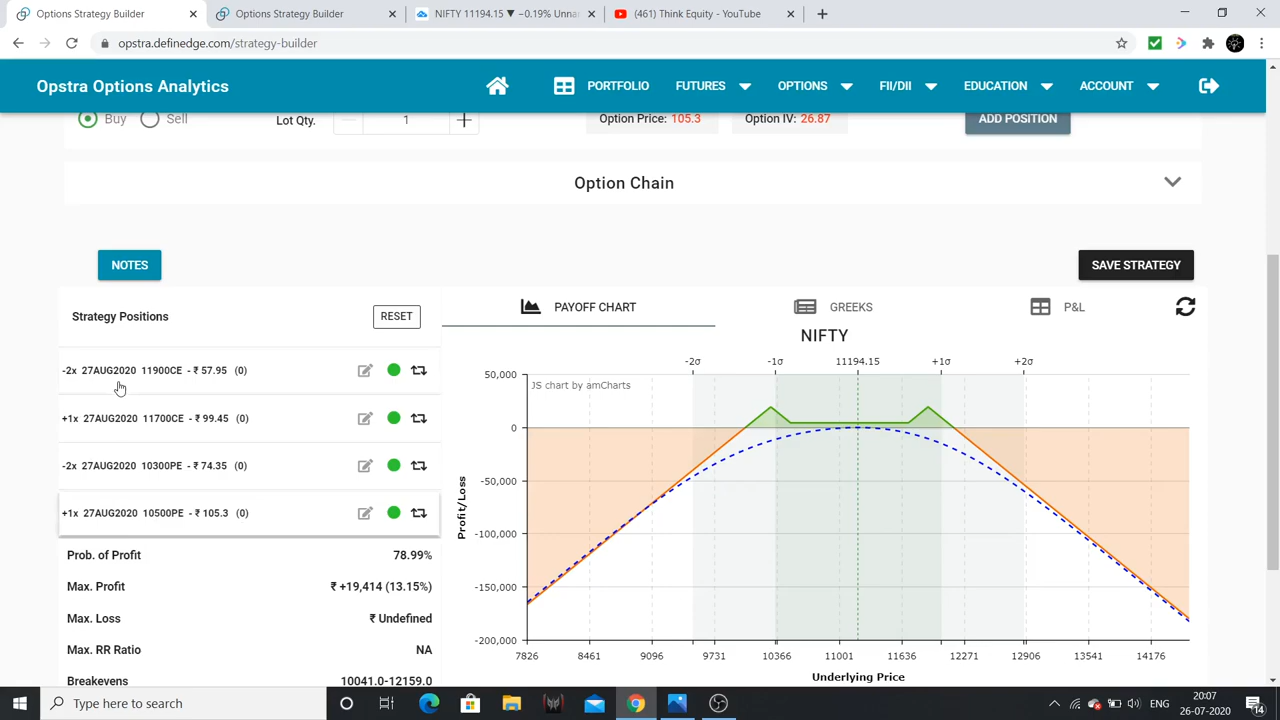 Options Strategy Builder
Options Strategy Builder
NIFTY 11194.15 ▼ −0.19% Unna
(461) Think Equity - YouTube
opstra.definedge.com/strategy-builder
Opstra Options Analytics
PORTFOLIO
FUTURES
OPTIONS
FII/DII
EDUCATION
ACCOUNT
Buy
Sell
Lot Qty.
1
Option Price: 105.3
Option IV: 26.87
ADD POSITION
Option Chain
NOTES
SAVE STRATEGY
Strategy Positions
RESET
-2x 27AUG2020 11900CE - ₹ 57.95 (0)
+1x 27AUG2020 11700CE - ₹ 99.45 (0)
-2x 27AUG2020 10300PE - ₹ 74.35 (0)
+1x 27AUG2020 10500PE - ₹ 105.3 (0)
Prob. of Profit 78.99%
Max. Profit ₹ +19,414 (13.15%)
Max. Loss ₹ Undefined
Max. RR Ratio NA
Breakevens 10041.0-12159.0
PAYOFF CHART
GREEKS
P&L
NIFTY
-2σ -1σ 11194.15 +1σ +2σ
JS chart by amCharts
50,000
0
-50,000
-100,000
-150,000
-200,000
Profit/Loss
7826 8461 9096 9731 10366 11001 11636 12271 12906 13541 14176
Underlying Price
Type here to search
ENG
20:07
26-07-2020
14